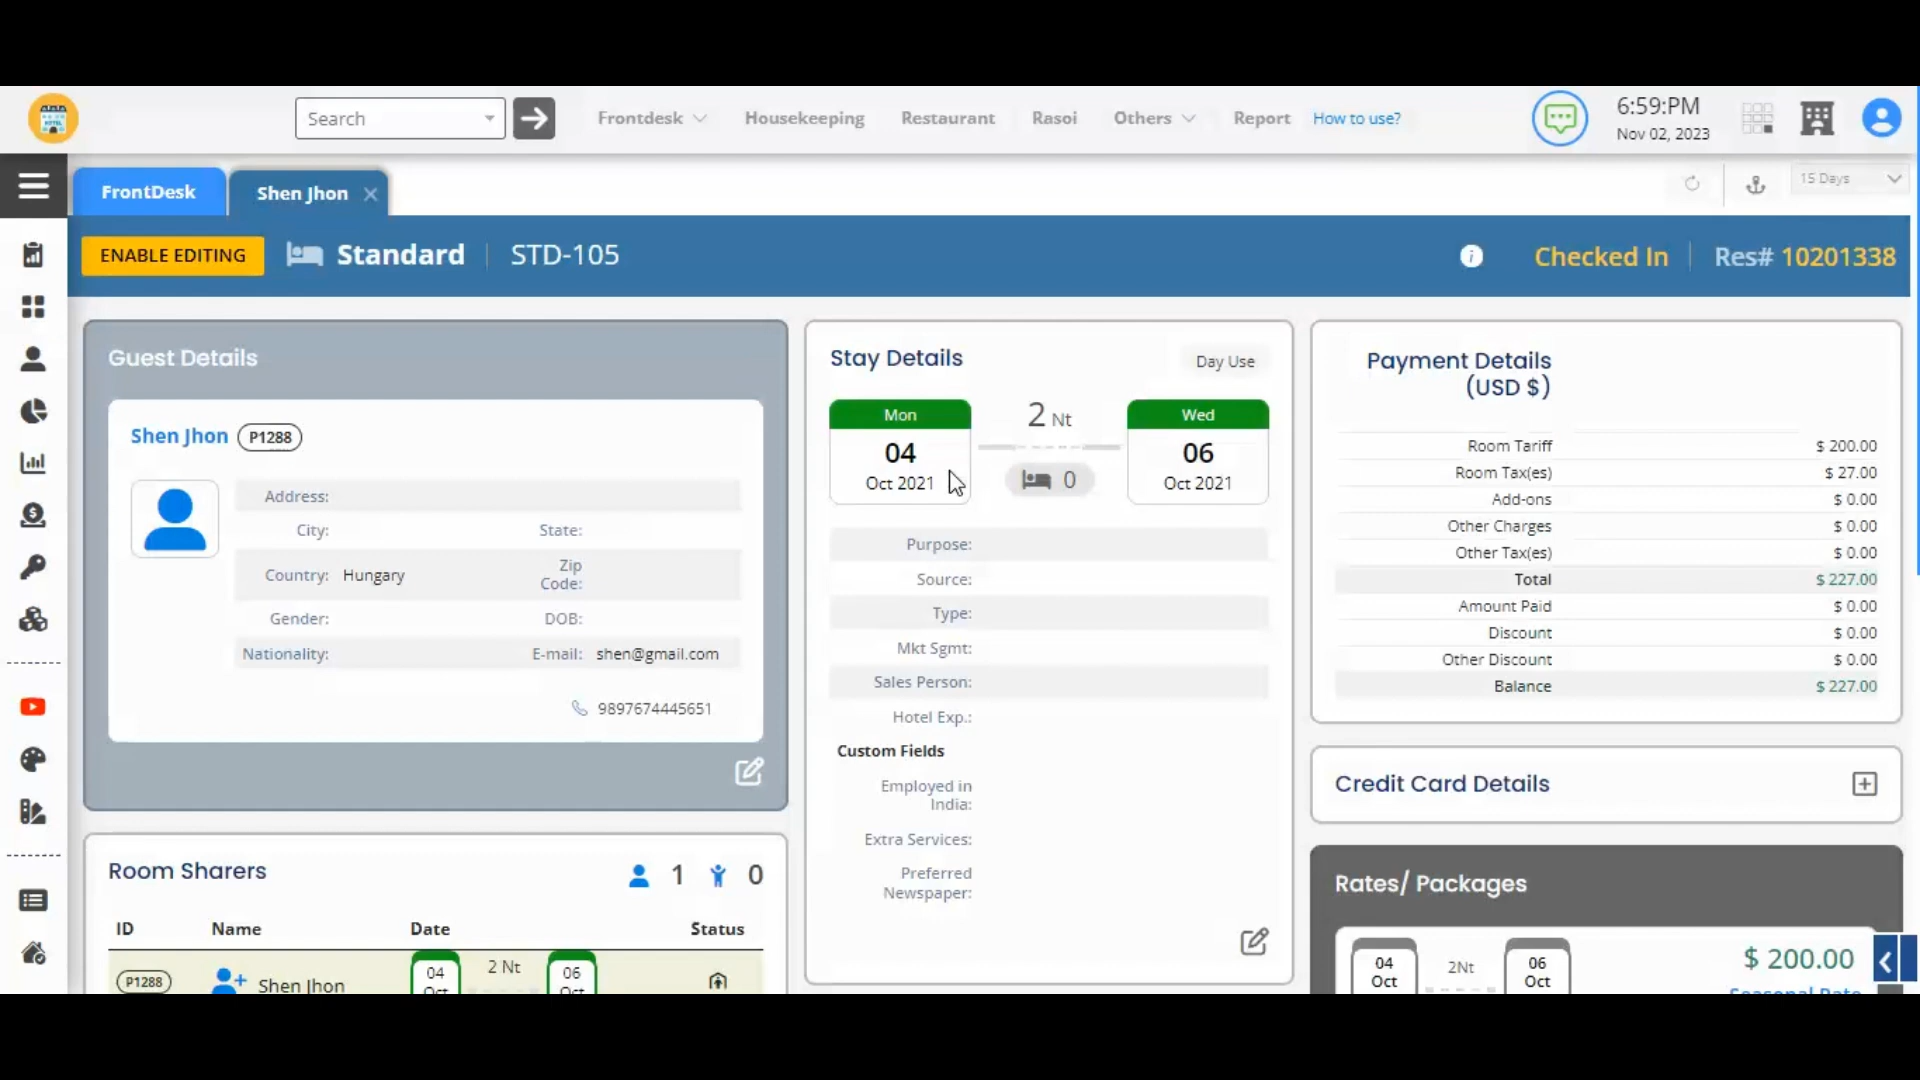 Search
Frontdesk
Housekeeping
Restaurant
Rasoi
Others
Report
How to use?
6:59:PM
Nov 02, 2023
FrontDesk
Shen Jhon
15 Days
ENABLE EDITING
Standard
STD-105
Checked In
Res# 10201338
Guest Details
Shen Jhon P1288
Address:
City:
State:
Country: Hungary
Zip
Code:
Gender:
DOB:
Nationality:
E-mail: shen@gmail.com
9897674445651
Room Sharers
1
0
ID Name Date Status
P1288
Shen Jhon
04
Oct
2 Nt
06
Oct
Stay Details
Day Use
Mon
04
Oct 2021
2 Nt
0
Wed
06
Oct 2021
Purpose:
Source:
Type:
Mkt Sgmt:
Sales Person:
Hotel Exp.:
Custom Fields
Employed in
India:
Extra Services:
Preferred
Newspaper:
Payment Details
(USD $)
Room Tariff $ 200.00
Room Tax(es) $ 27.00
Add-ons $ 0.00
Other Charges $ 0.00
Other Tax(es) $ 0.00
Total $ 227.00
Amount Paid $ 0.00
Discount $ 0.00
Other Discount $ 0.00
Balance $ 227.00
Credit Card Details
Rates/ Packages
04
Oct
2Nt
06
Oct
$ 200.00
Seasonal Rate